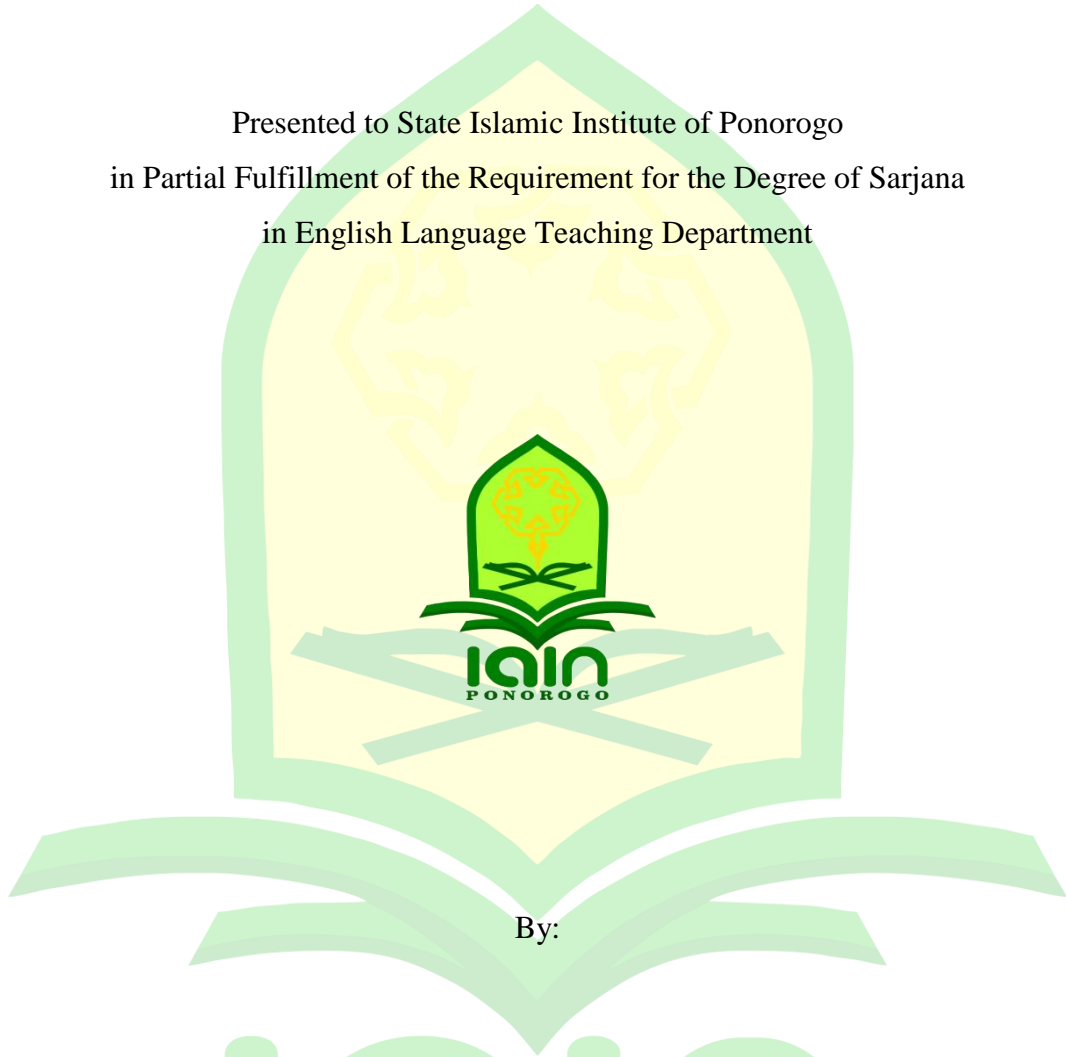 Presented to State Islamic Institute of Ponorogo
in Partial Fulfillment of the Requirement for the Degree of Sarjana
in English Language Teaching Department
iain
PONOROGO
By: